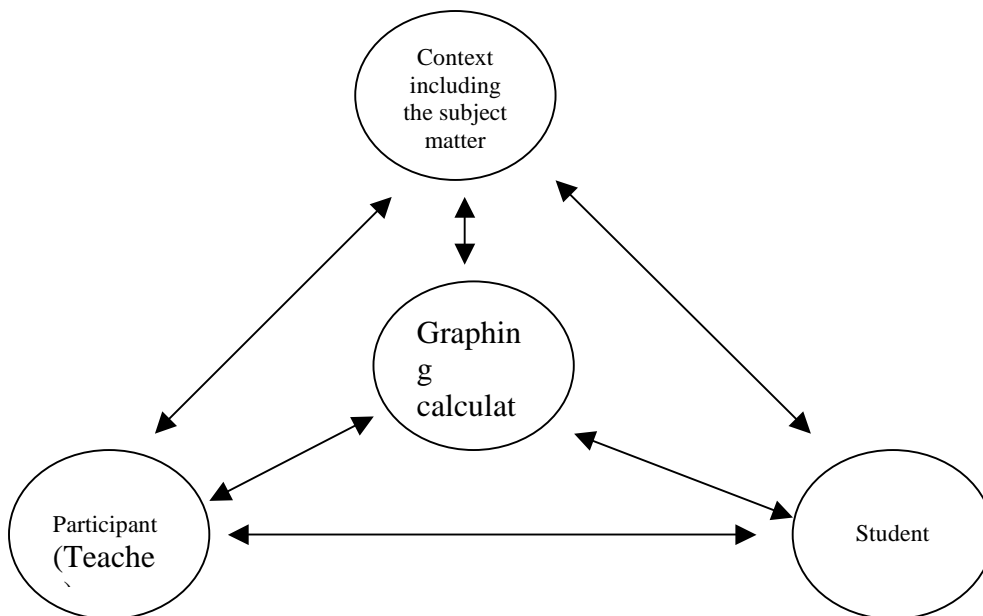 Context
including
the subject
matter
Graphin
g
calculat
Participant
(Teache
Student